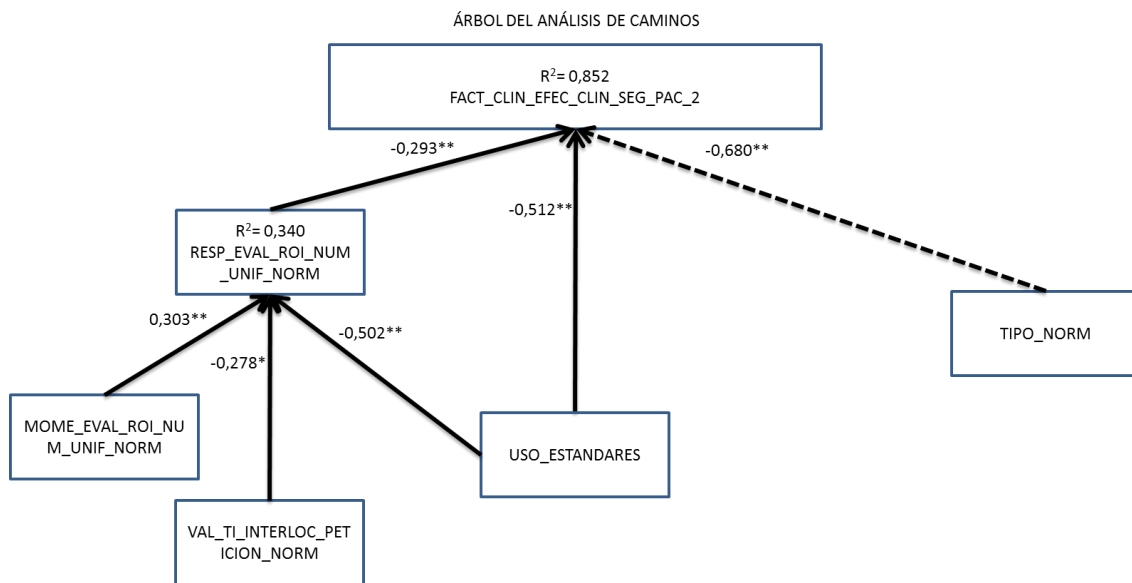 ÁRBOL DEL ANÁLISIS DE CAMINOS
R²= 0,852
FACT_CLIN_EFEC_CLIN_SEG_PAC_2
-0,293**
-0,680**
-0,512**
R²= 0,340
RESP_EVAL_ROI_NUM
_UNIF_NORM
0,303**
-0,502**
-0,278*
TIPO_NORM
MOME_EVAL_ROI_NU
M_UNIF_NORM
USO_ESTANDARES
VAL_TI_INTERLOC_PET
ICION_NORM